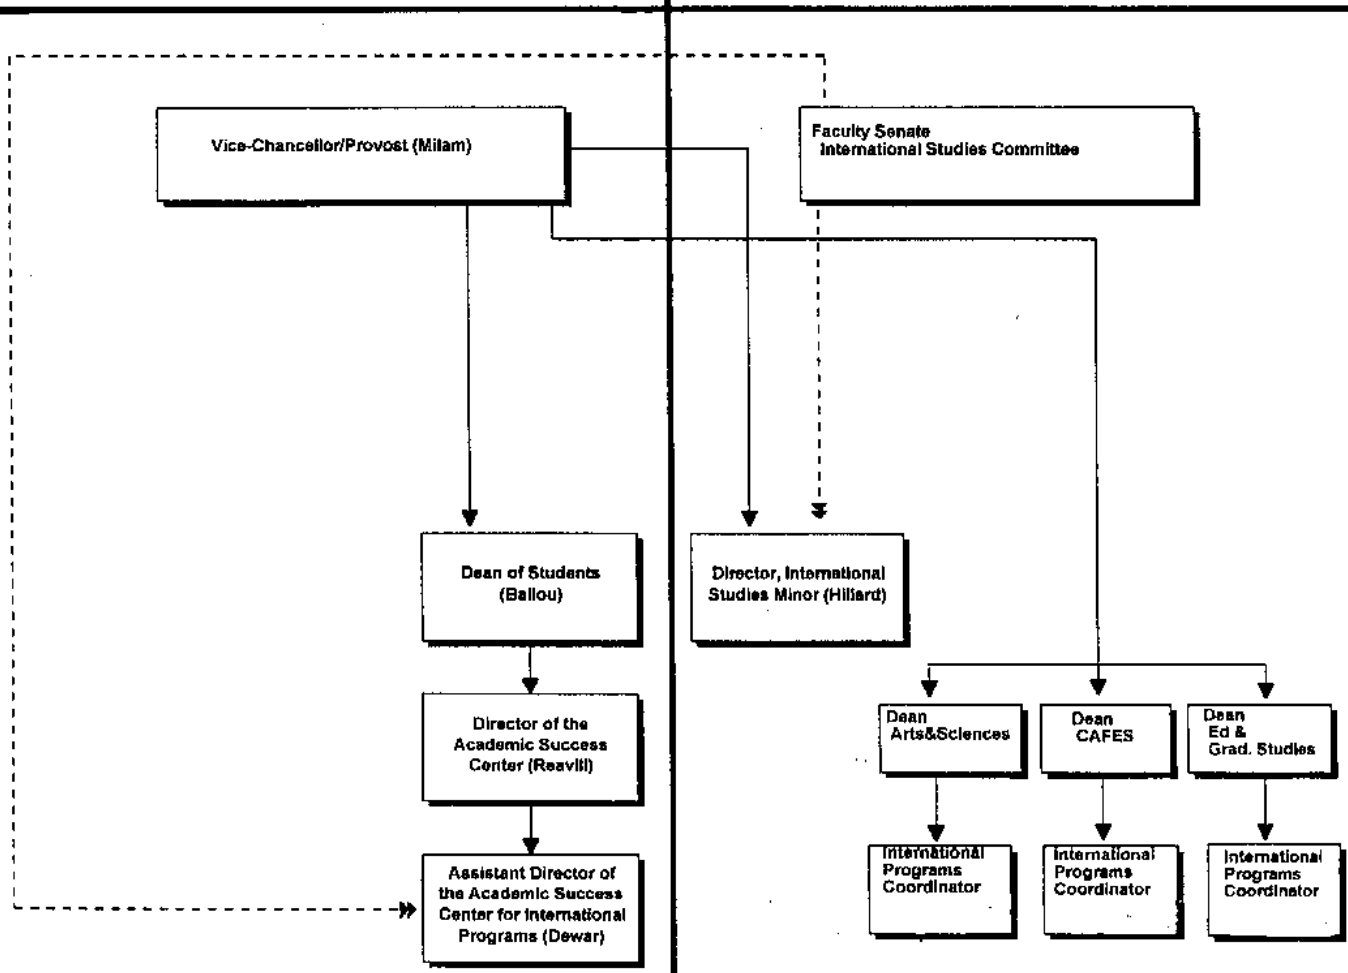 Vice-Chancellor/Provost (Milam)
Faculty Senate
International Studies Committee
Dean of Students
(Ballou)
Director, International
Studies Minor (Hilliard)
Director of the
Academic Success
Center (Reavill)
Dean
Arts&Sciences
Dean
CAFES
Dean
Ed &
Grad. Studies
Assistant Director of
the Academic Success
Center for International
Programs (Dewar)
International
Programs
Coordinator
International
Programs
Coordinator
International
Programs
Coordinator